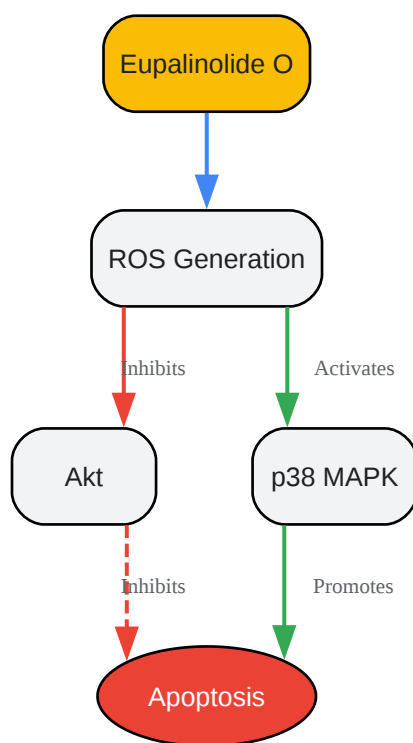 Eupalinolide O
ROS Generation
Inhibits
Activates
Akt
p38 MAPK
Inhibits
Promotes
Apoptosis